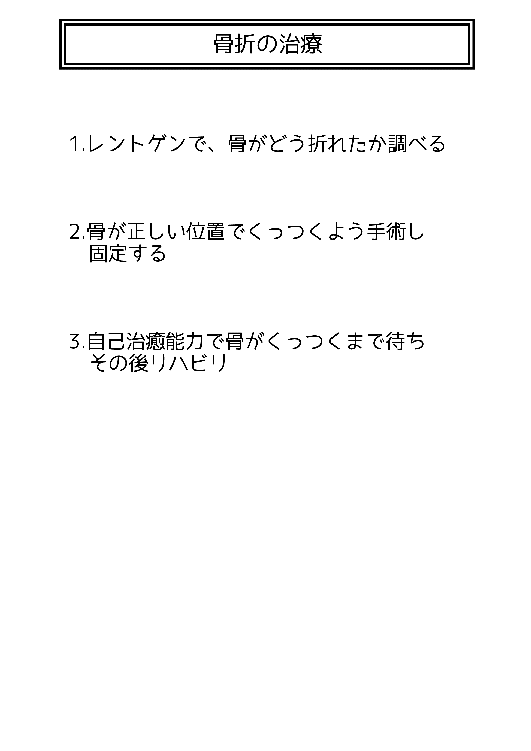 骨折の治療
1.レントゲンで、骨がどう折れたか調べる
2.骨が正しい位置でくっつくよう手術し
固定する
3.自己治癒能力で骨がくっつくまで待ち
その後リハビリ